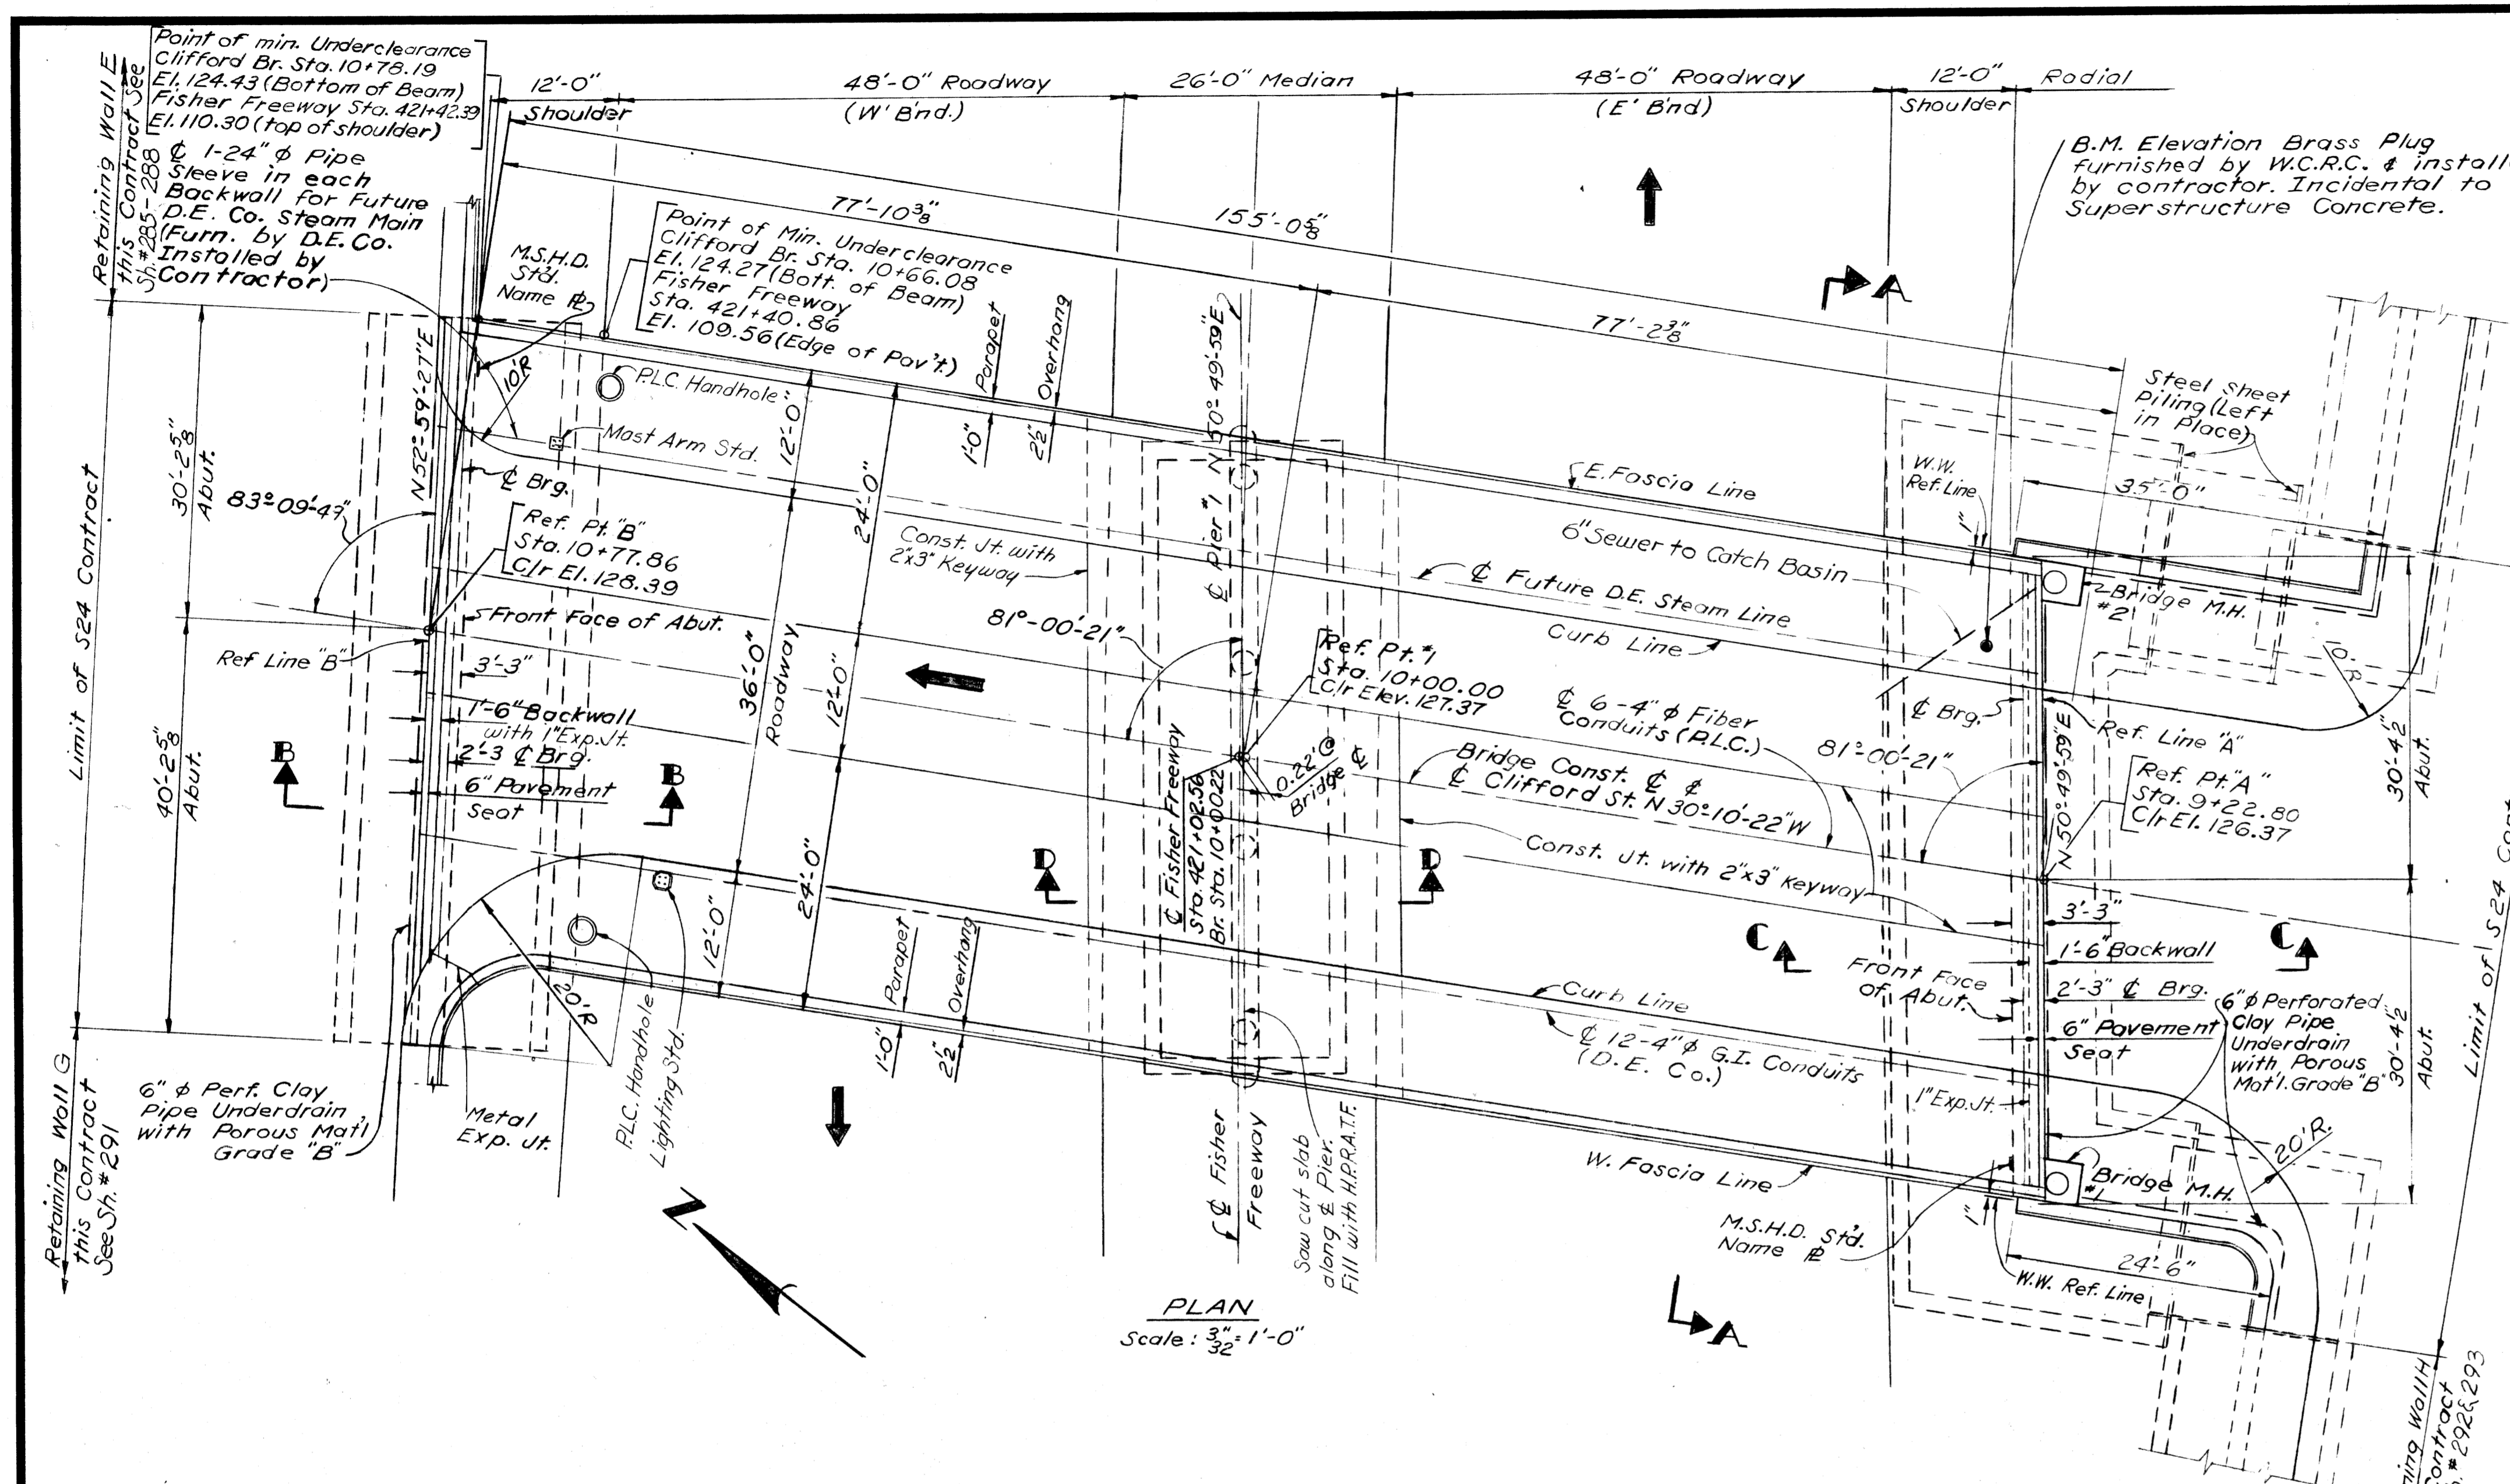 Point of min. Underclearance
Clifford Br. Sta. 10+78.19
El. 124.43 (Bottom of Beam)
Fisher Freeway Sta. 421+42.39
El. 110.30 (top of shoulder)
Retaining Wall E
this Contract See
Sh.#285-288
℄ 1-24" ϕ Pipe
Sleeve in each
Backwall for Future
D.E. Co. Steam Main
(Furn. by D.E. Co.
Installed by
Contractor)
12'-0"
Shoulder
48'-0" Roadway
(W' B'nd.)
26'-0" Median
48'-0" Roadway
(E' B'nd)
12'-0"
Shoulder
Radial
B.M. Elevation Brass Plug
furnished by W.C.R.C. &
by contractor. Incidental to
Superstructure Concrete.
77'-10 3/8"
155'-0 5/8"
77'-2 3/8"
M.S.H.D.
Std.
Name ⅊
Point of Min. Underclearance
Clifford Br. Sta. 10+66.08
El. 124.27 (Bott. of Beam)
Fisher Freeway
Sta. 421+40.86
El. 109.56 (Edge of Pav't.)
A
Parapet
1'-0"
Overhang
2½"
N 50°-49'-59" E
℄ Pier #1
Steel sheet
Piling (Left
in Place)
35'-0"
W.W.
Ref. Line
1"
N 52°-59'-27" E
10'R
P.L.C. Handhole
Mast Arm Std.
12'-0"
24'-0"
℄ Brg.
E. Fascia Line
6" Sewer to Catch Basin
℄ Future D.E. Steam Line
Curb Line
Bridge M.H.
#2
Limit of S24 Contract
30'-2 5/8"
Abut.
83°-09'-49"
Ref. Pt. "B"
Sta. 10+77.86
Clr El. 128.39
Const. Jt. with
2"x3" Keyway
Front Face of Abut.
81°-00'-21"
Ref. Pt. #1
Sta. 10+00.00
Clr Elev. 127.37
Ref Line "B"
3'-3"
36'-0"
Roadway
12'-0"
℄ 6-4" ϕ Fiber
Conduits (P.L.C.)
℄ Brg.
Ref. Line "A"
81°-00'-21"
N 50°-49'-59" E
30'-4½"
Abut.
1'-6" Backwall
with 1" Exp. Jt.
2'-3 ℄ Brg.
6" Pavement
Seat
B
B
40'-2 5/8"
Abut.
0.22' @
Bridge ℄
Bridge Const. ℄ &
℄ Clifford St. N 30°-10'-22" W
Ref. Pt. "A"
Sta. 9+22.80
Clr El. 126.37
℄ Fisher Freeway
Sta. 421+02.56
Br. Sta. 10+00.22
D
D
Const. Jt. with 2"x3" Keyway
24'-0"
12'-0"
3'-3"
1'-6" Backwall
C
C
Front Face
of Abut.
2'-3" ℄ Brg.
6" Pavement
Seat
6" ϕ Perforated
Clay Pipe
Underdrain
with Porous
Mat'l. Grade "B"
30'-4½"
Abut.
Limit of S24
Parapet
1'-0"
Overhang
2½"
Curb Line
℄ 12-4" ϕ G.I. Conduits
(D.E. Co.)
1" Exp. Jt.
20'R
P.L.C. Handhole
Lighting Std.
Metal
Exp. Jt.
6" ϕ Perf. Clay
Pipe Underdrain
with Porous Mat'l
Grade "B"
Retaining Wall G
this Contract
See Sh.#291
℄ Fisher
Freeway
Saw cut slab
along ℄ Pier.
Fill with H.P.R.A.T.F.
W. Fascia Line
20'R.
Bridge M.H.
#1
1"
M.S.H.D. Std.
Name ⅊
24'-6"
W.W. Ref. Line
N
A
PLAN
Scale: 3/32" = 1'-0"